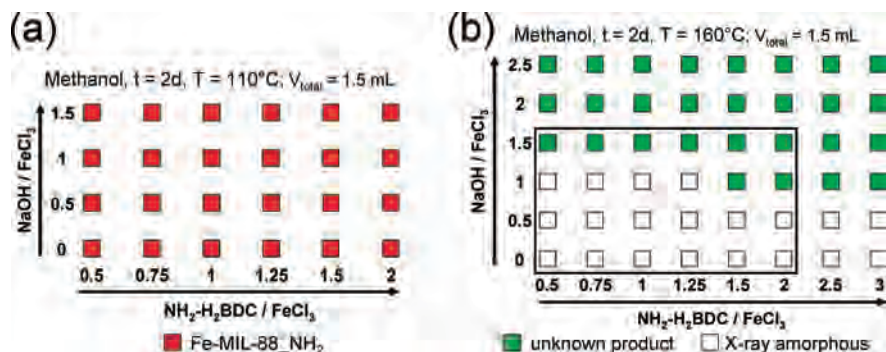 (a)
Methanol, t = 2d, T = 110°C; V_total = 1.5 mL
NaOH / FeCl₃
1.5
1
0.5
0
0.5 0.75 1 1.25 1.5 2
NH₂-H₂BDC / FeCl₃
Fe-MIL-88_NH₂
(b)
Methanol, t = 2d, T = 160°C; V_total = 1.5 mL
NaOH / FeCl₃
2.5
2
1.5
1
0.5
0
0.5 0.75 1 1.25 1.5 2 2.5 3
NH₂-H₂BDC / FeCl₃
unknown product X-ray amorphous